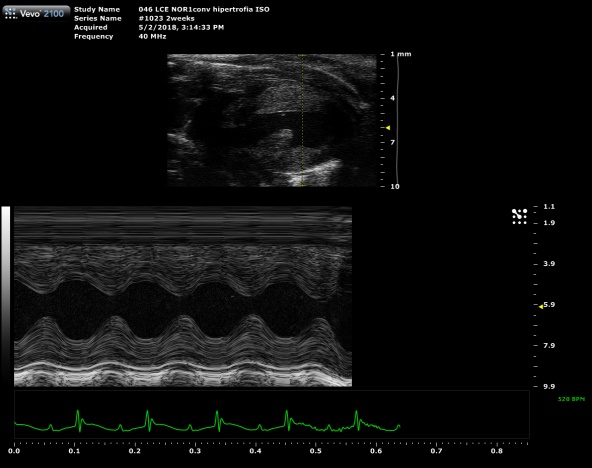 Vevo 2100
Study Name 046 LCE NOR1conv hipertrofia ISO
Series Name #1023 2weeks
Acquired 5/2/2018, 3:14:33 PM
Frequency 40 MHz
1 mm
4
7
10
1.1
1.9
3.9
5.9
7.9
9.9
520 BPM
0.0 0.1 0.2 0.3 0.4 0.5 0.6 0.7 0.8